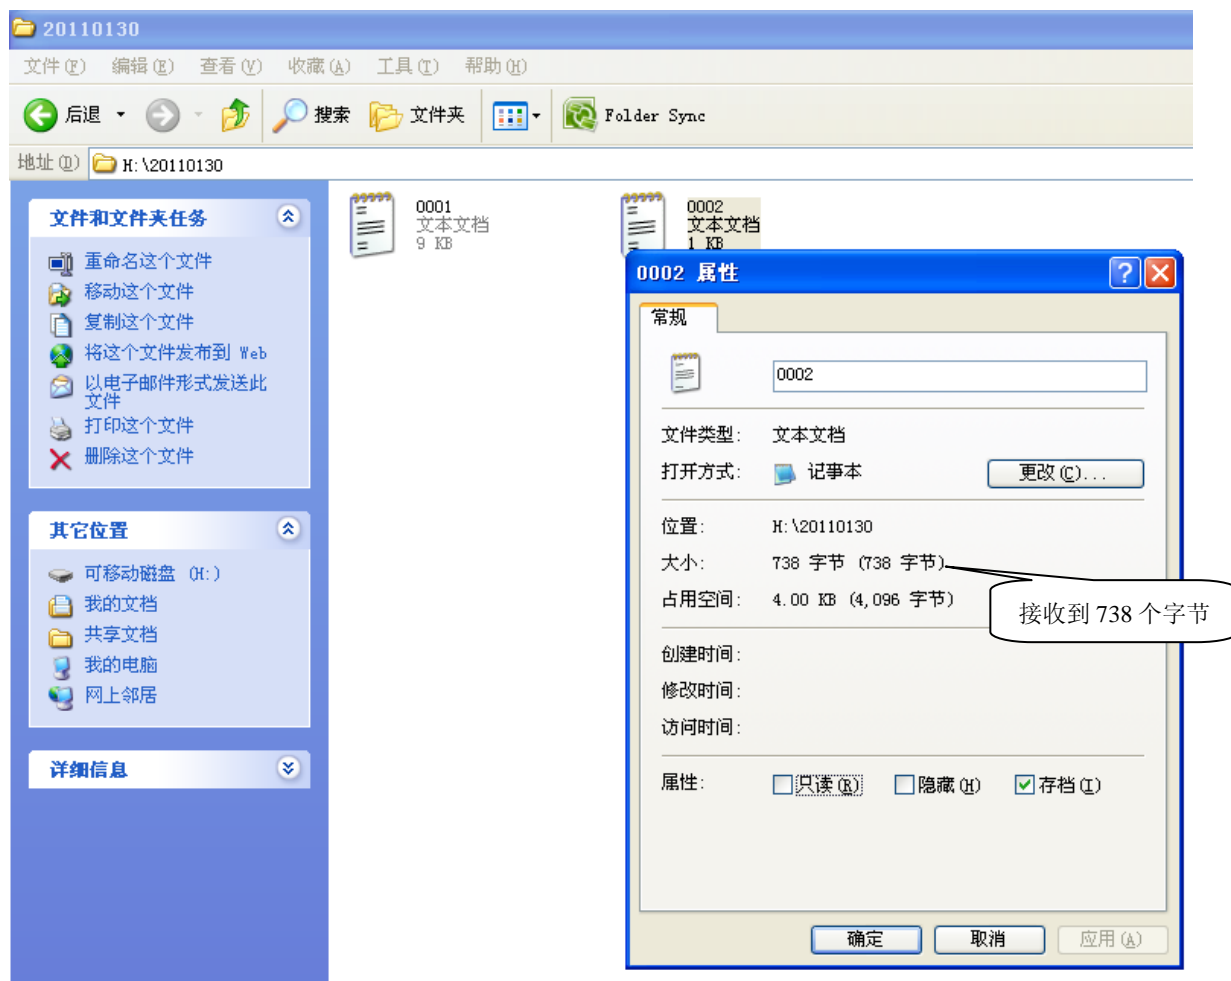 20110130
文件(F) 编辑(E) 查看(V) 收藏(A) 工具(T) 帮助(H)
后退 搜索 文件夹 Folder Sync
地址(D) H:\20110130
文件和文件夹任务
重命名这个文件
移动这个文件
复制这个文件
将这个文件发布到 Web
以电子邮件形式发送此
文件
打印这个文件
删除这个文件
其它位置
可移动磁盘 (H:)
我的文档
共享文档
我的电脑
网上邻居
详细信息
0001
文本文档
9 KB
0002
文本文档
1 KB
0002 属性
常规
0002
文件类型: 文本文档
打开方式: 记事本 更改(C)...
位置: H:\20110130
大小: 738 字节 (738 字节)
占用空间: 4.00 KB (4,096 字节)
接收到 738 个字节
创建时间:
修改时间:
访问时间:
属性: 只读(R) 隐藏(H) 存档(I)
确定 取消 应用(A)